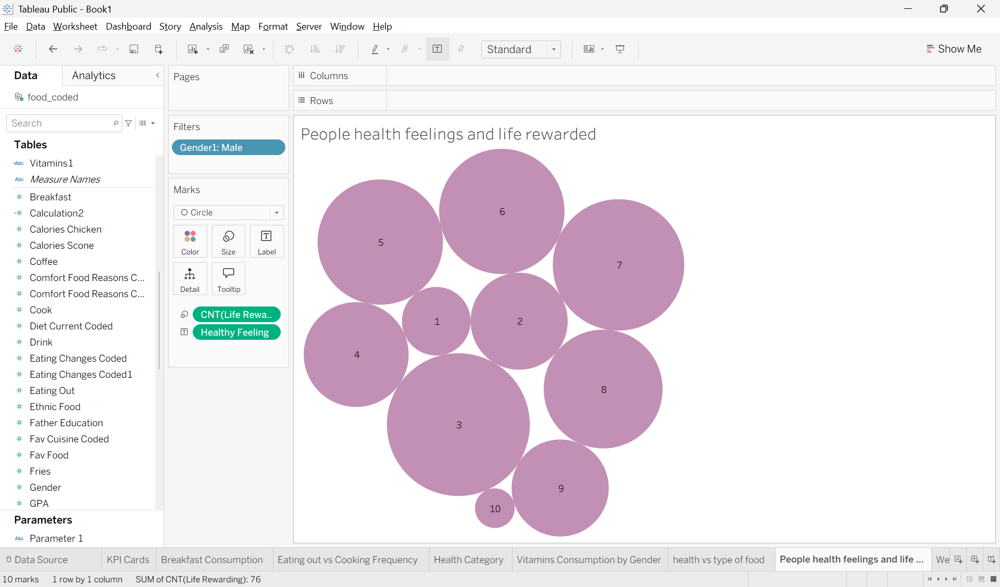 Tableau Public - Book1
File Data Worksheet Dashboard Story Analysis Map Format Server Window Help
Standard
Show Me
Data Analytics
food_coded
Search
Tables
=Abc Vitamins1
Abc Measure Names
# Breakfast
=# Calculation2
# Calories Chicken
# Calories Scone
# Coffee
# Comfort Food Reasons C...
# Comfort Food Reasons C...
# Cook
# Diet Current Coded
# Drink
# Eating Changes Coded
# Eating Changes Coded1
# Eating Out
# Ethnic Food
# Father Education
# Fav Cuisine Coded
# Fav Food
# Fries
# Gender
# GPA
Parameters
Abc Parameter 1
Pages
Filters
Gender1: Male
Marks
Circle
Color Size Label
Detail Tooltip
CNT(Life Rewa..
Healthy Feeling
Columns
Rows
People health feelings and life rewarded
6
5
7
1
2
4
8
3
9
10
Data Source KPI Cards Breakfast Consumption Eating out vs Cooking Frequency Health Category Vitamins Consumption by Gender health vs type of food People health feelings and life ... We
10 marks 1 row by 1 column SUM of CNT(Life Rewarding): 76